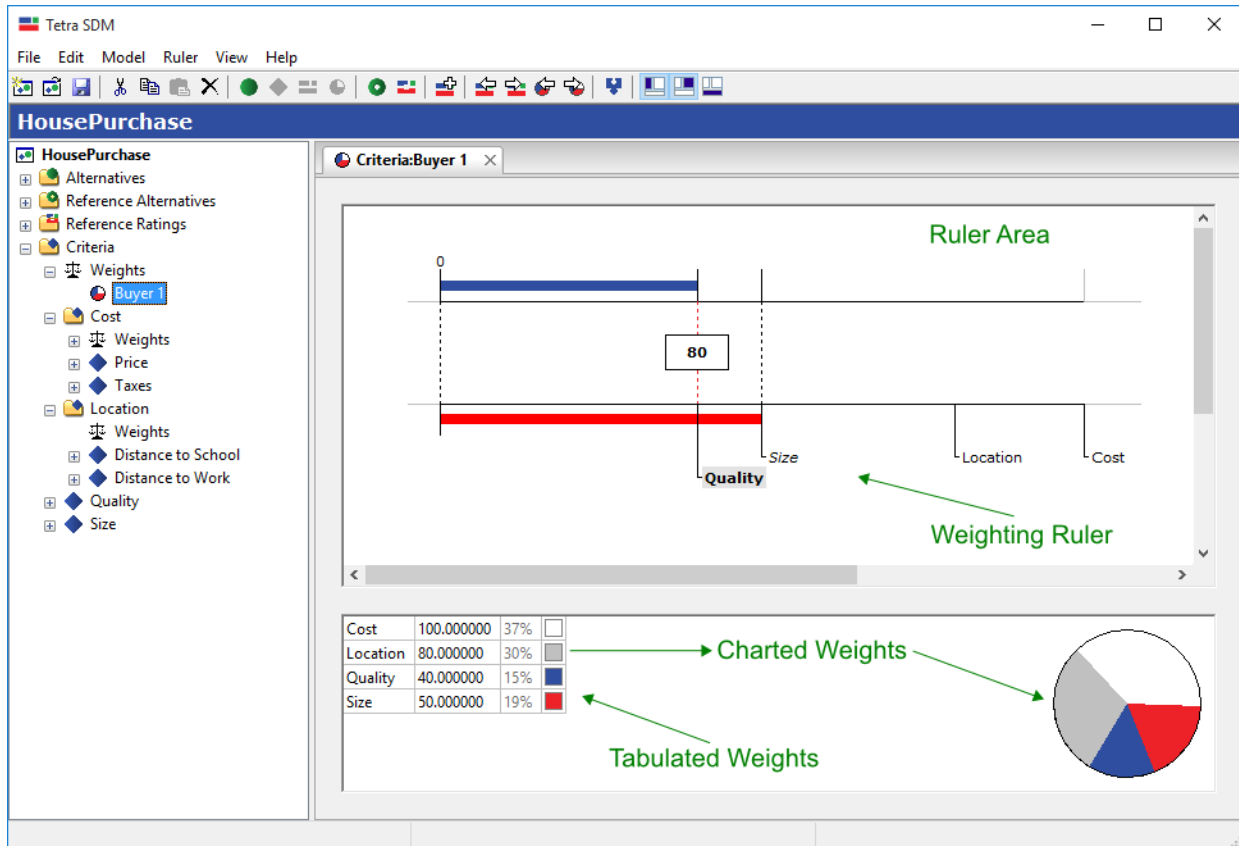 Tetra SDM
File Edit Model Ruler View Help
HousePurchase
HousePurchase
Alternatives
Reference Alternatives
Reference Ratings
Criteria
Weights
Buyer 1
Cost
Weights
Price
Taxes
Location
Weights
Distance to School
Distance to Work
Quality
Size
Criteria:Buyer 1
Ruler Area
0
80
Size
Location
Cost
Quality
Weighting Ruler
Cost 100.000000 37%
Location 80.000000 30%
Quality 40.000000 15%
Size 50.000000 19%
Charted Weights
Tabulated Weights